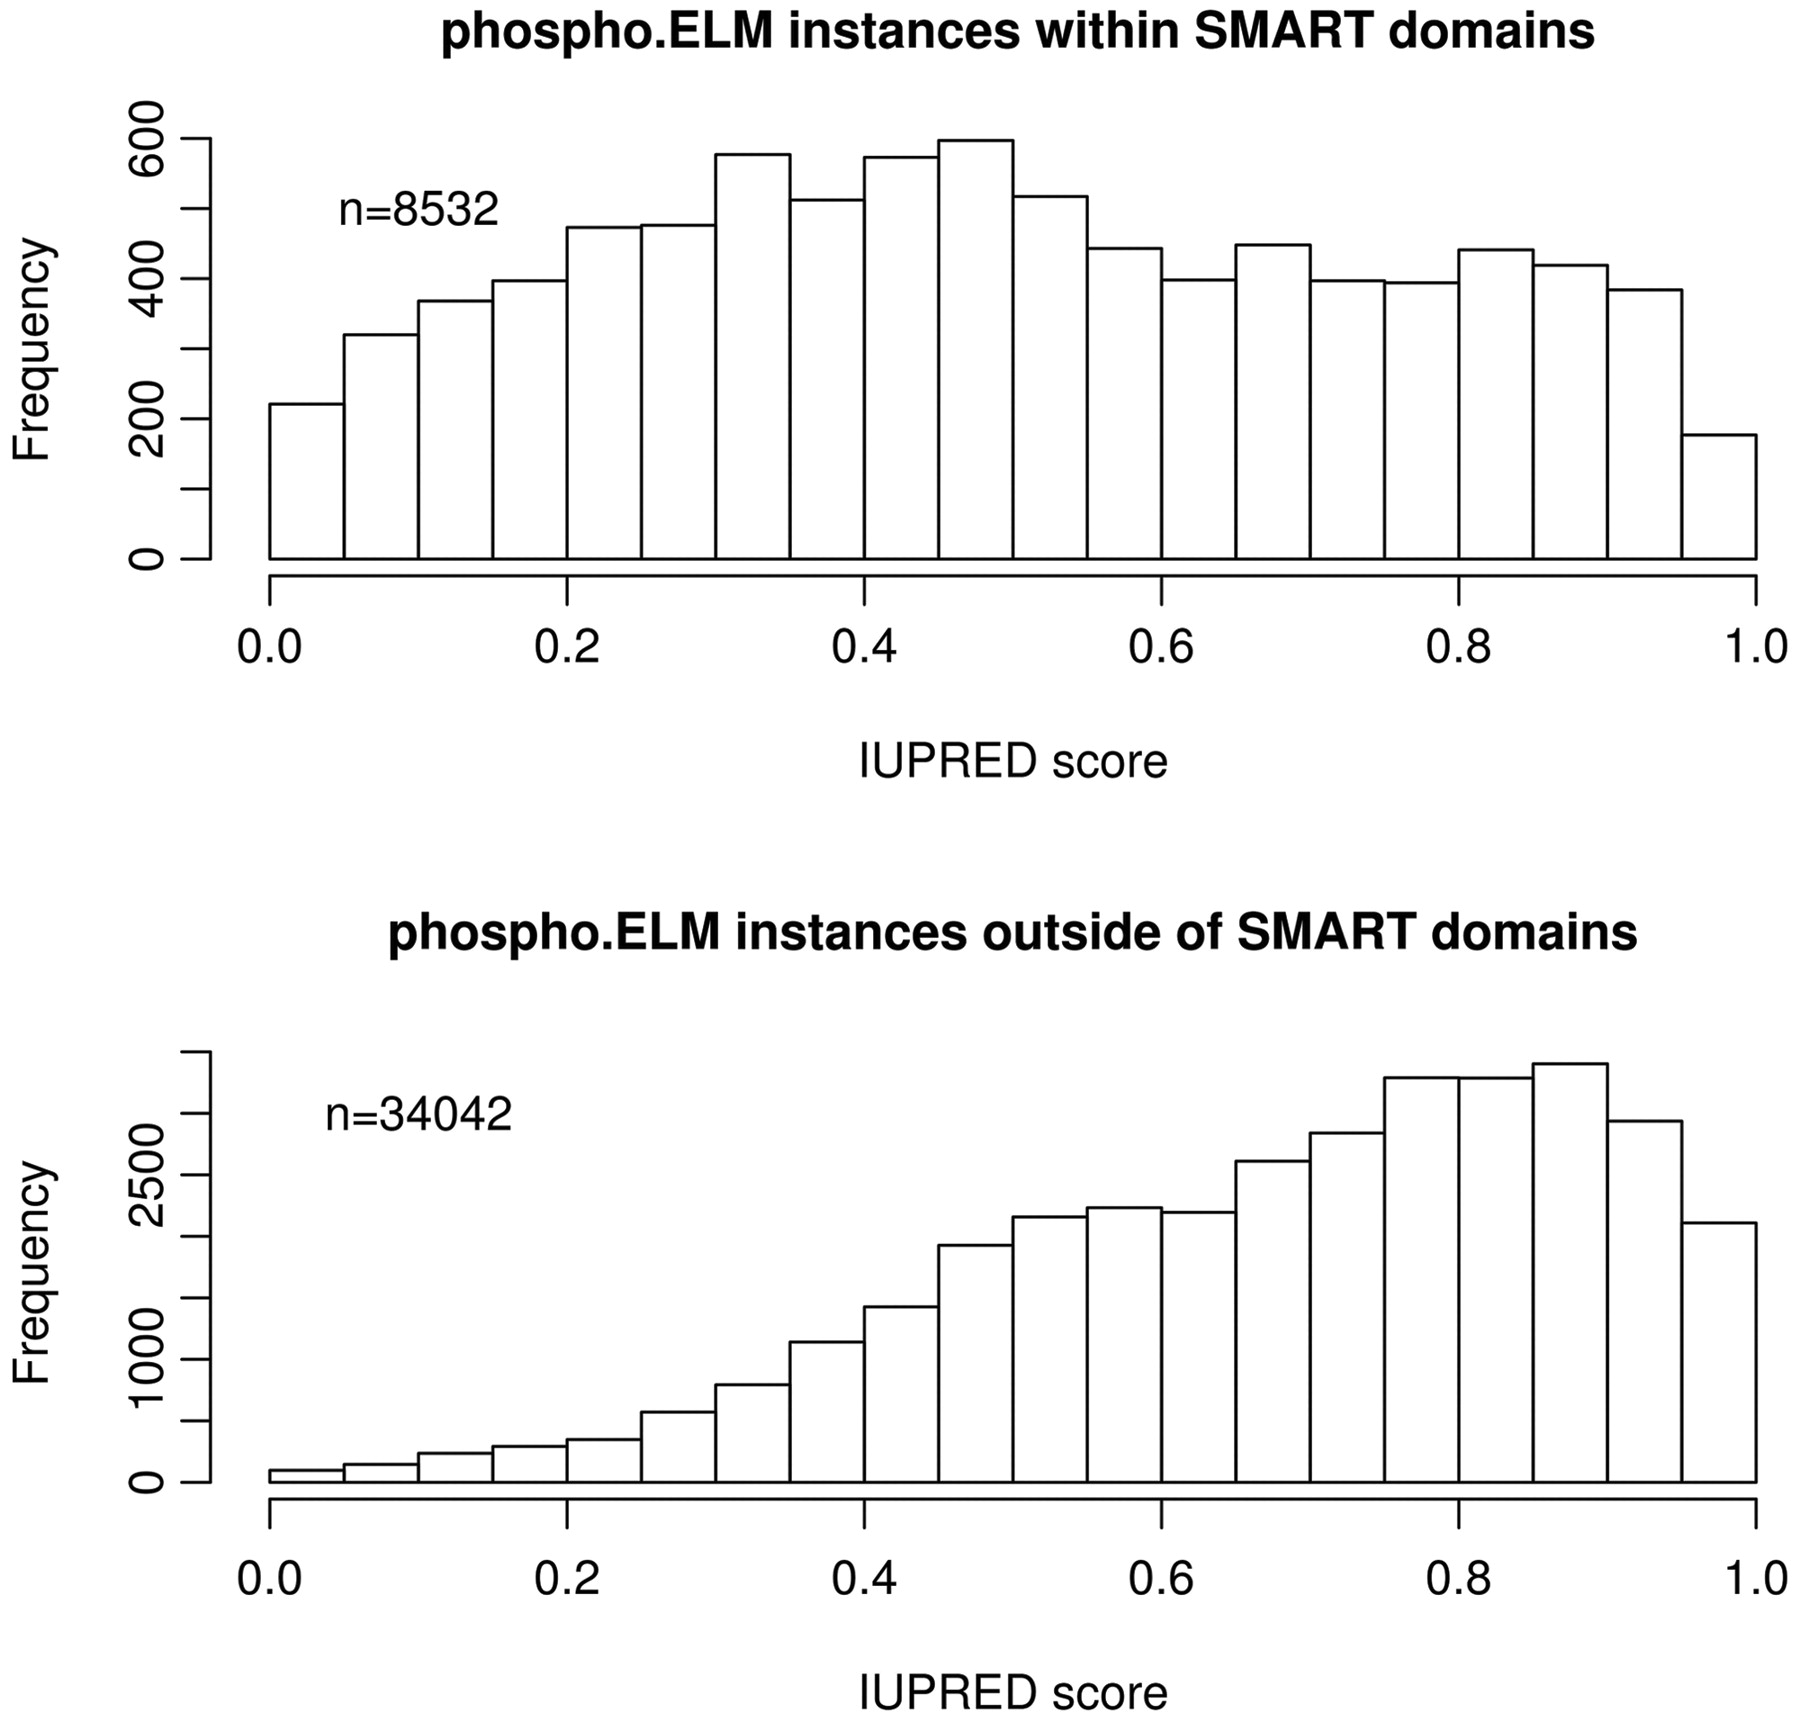 phospho.ELM instances within SMART domains
600
400
200
0
Frequency
n=8532
0.0 0.2 0.4 0.6 0.8 1.0
IUPRED score
phospho.ELM instances outside of SMART domains
2500
1000
0
Frequency
n=34042
0.0 0.2 0.4 0.6 0.8 1.0
IUPRED score